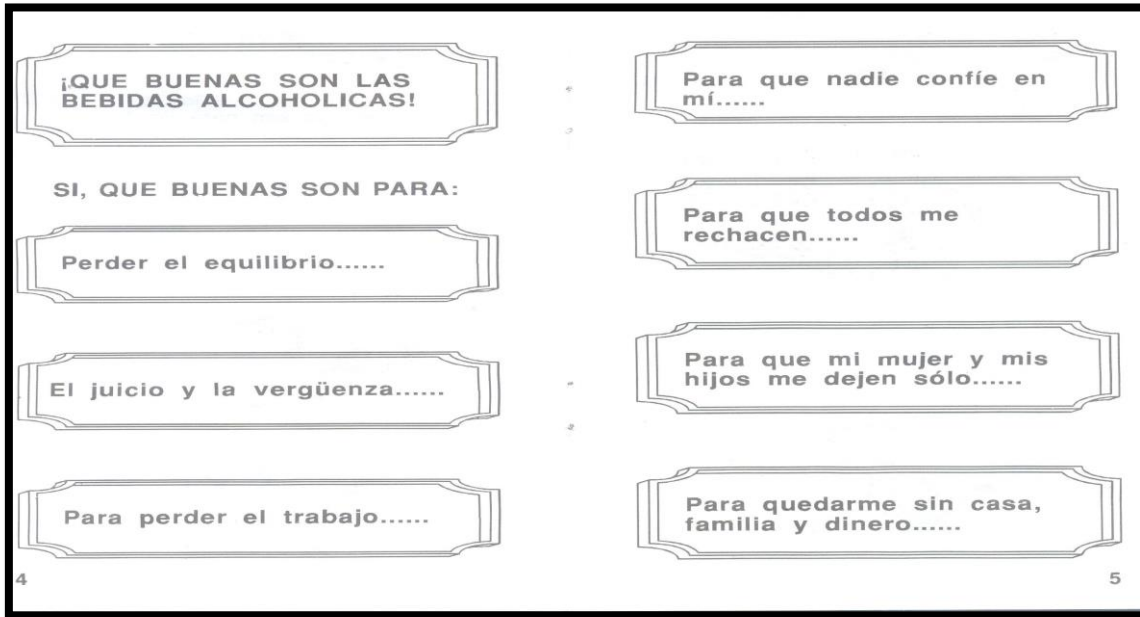 ¡QUE BUENAS SON LAS
BEBIDAS ALCOHOLICAS!
SI, QUE BUENAS SON PARA:
Perder el equilibrio......
El juicio y la vergüenza......
Para perder el trabajo......
4
Para que nadie confíe en
mí......
Para que todos me
rechacen......
Para que mi mujer y mis
hijos me dejen sólo......
Para quedarme sin casa,
familia y dinero......
5